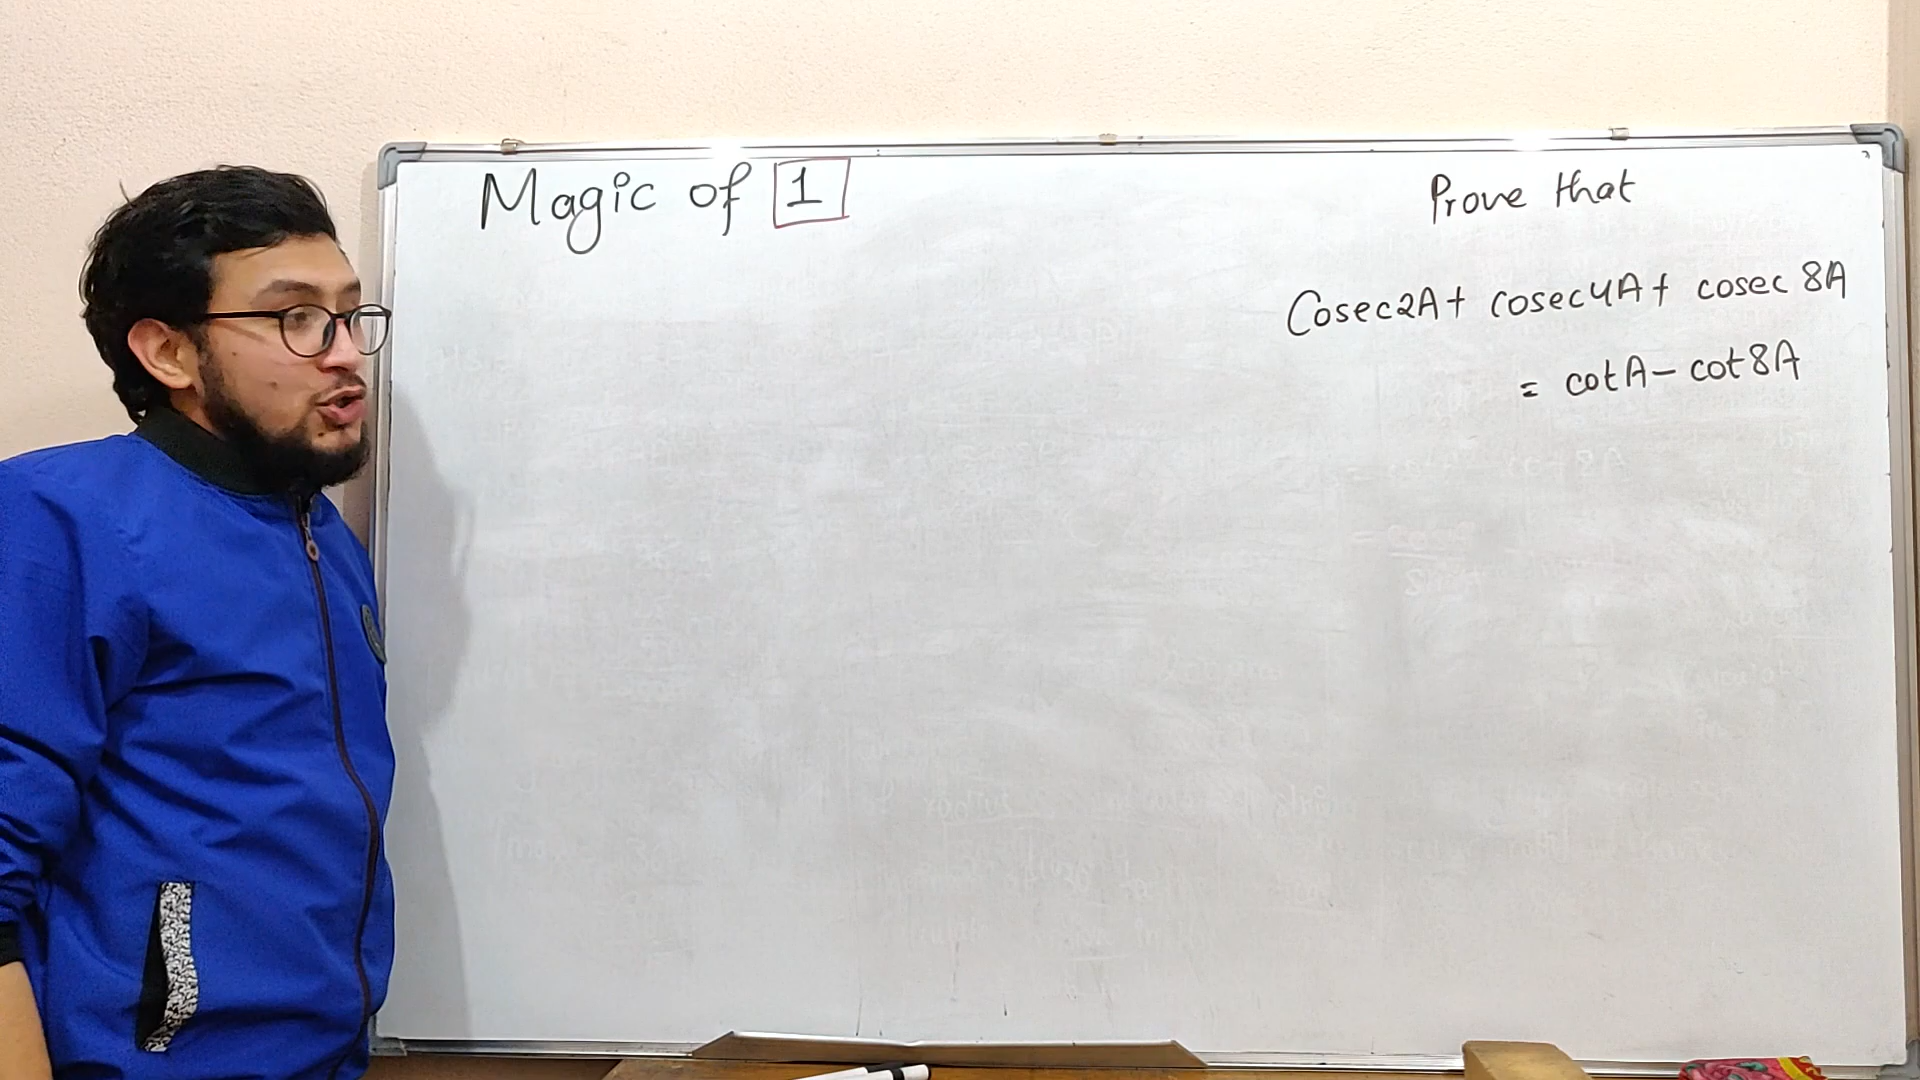 Magic of 1
Prove that
Cosec2A+ cosec4A+ cosec 8A
= cotA- cot8A